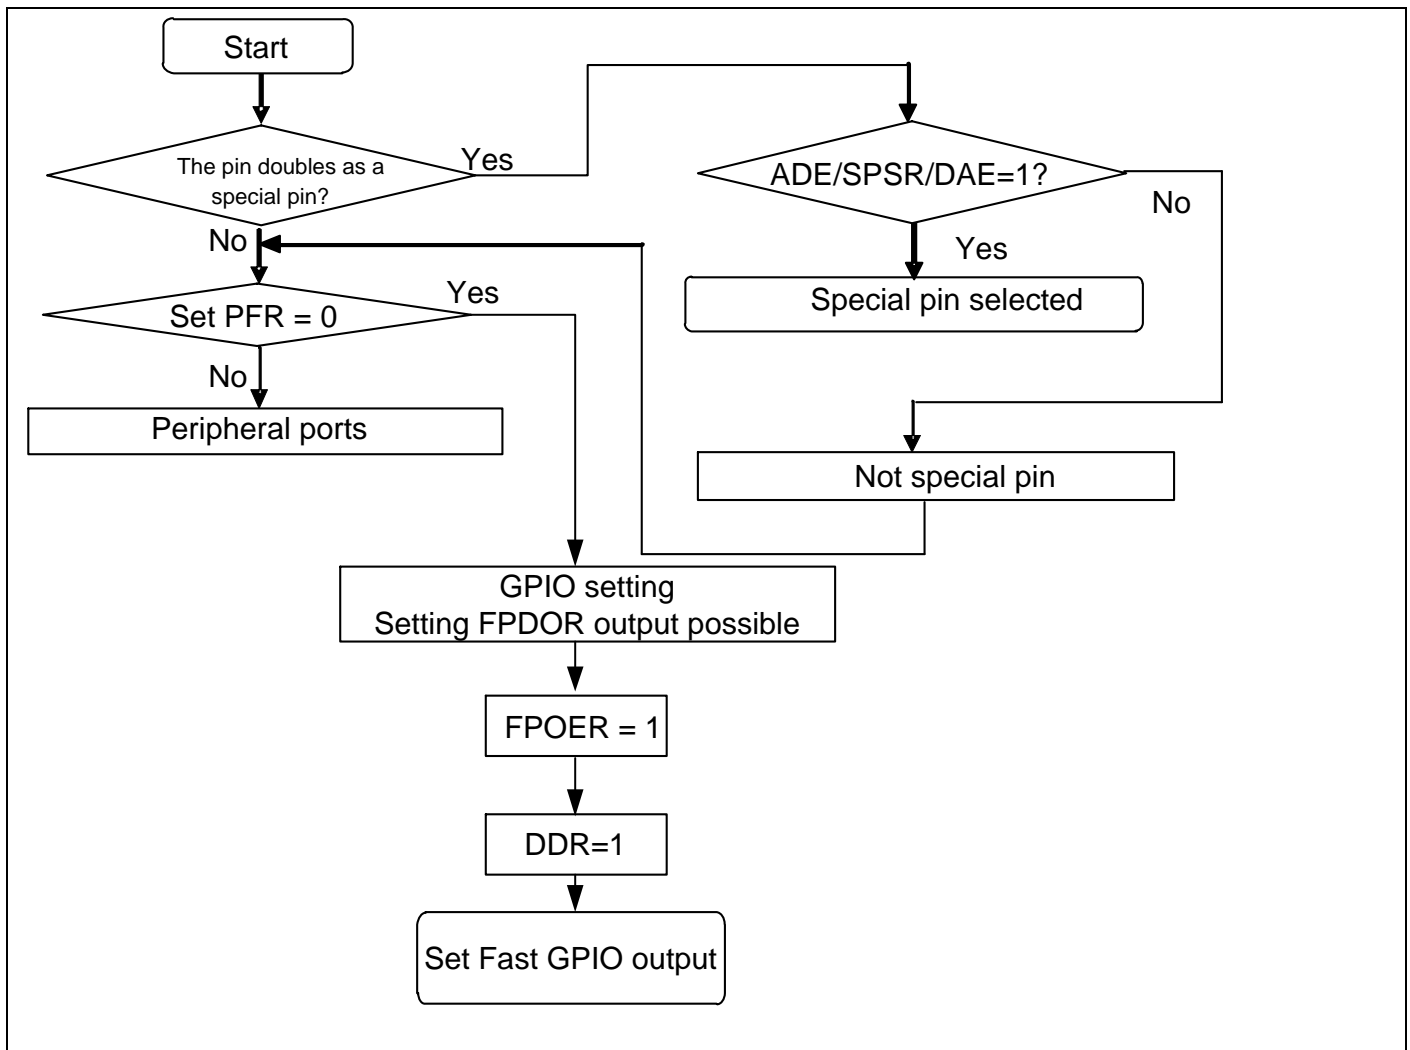 Start
The pin doubles as a
special pin?
Yes
ADE/SPSR/DAE=1?
No
No
Yes
Special pin selected
Set PFR = 0
Yes
No
Peripheral ports
Not special pin
GPIO setting
Setting FPDOR output possible
FPOER = 1
DDR=1
Set Fast GPIO output